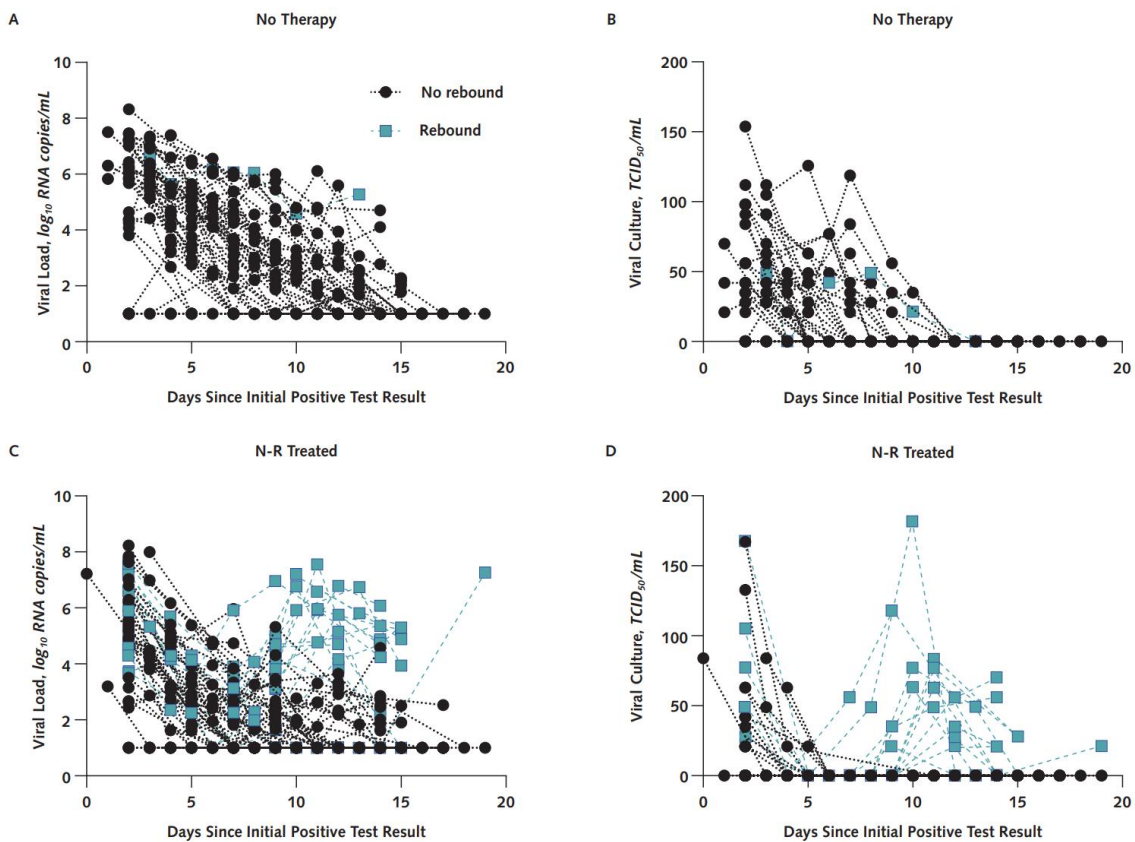 A
No Therapy
Viral Load, log₁₀ RNA copies/mL
10
8
6
4
2
0
No rebound
Rebound
0 5 10 15 20
Days Since Initial Positive Test Result
B
No Therapy
Viral Culture, TCID₅₀/mL
200
150
100
50
0
0 5 10 15 20
Days Since Initial Positive Test Result
C
N-R Treated
Viral Load, log₁₀ RNA copies/mL
10
8
6
4
2
0
0 5 10 15 20
Days Since Initial Positive Test Result
D
N-R Treated
Viral Culture, TCID₅₀/mL
200
150
100
50
0
0 5 10 15 20
Days Since Initial Positive Test Result